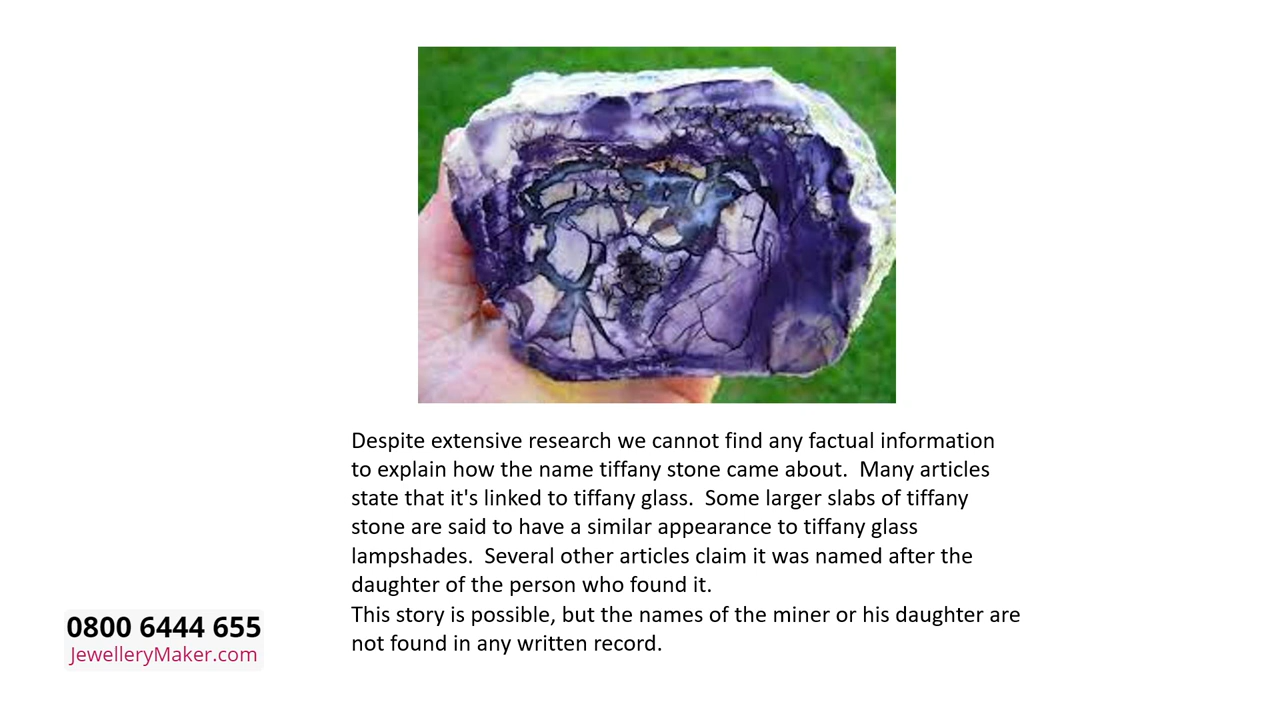 Despite extensive research we cannot find any factual information
to explain how the name tiffany stone came about.  Many articles
state that it's linked to tiffany glass.  Some larger slabs of tiffany
stone are said to have a similar appearance to tiffany glass
lampshades.  Several other articles claim it was named after the
daughter of the person who found it.
This story is possible, but the names of the miner or his daughter are
not found in any written record.
0800 6444 655
JewelleryMaker.com